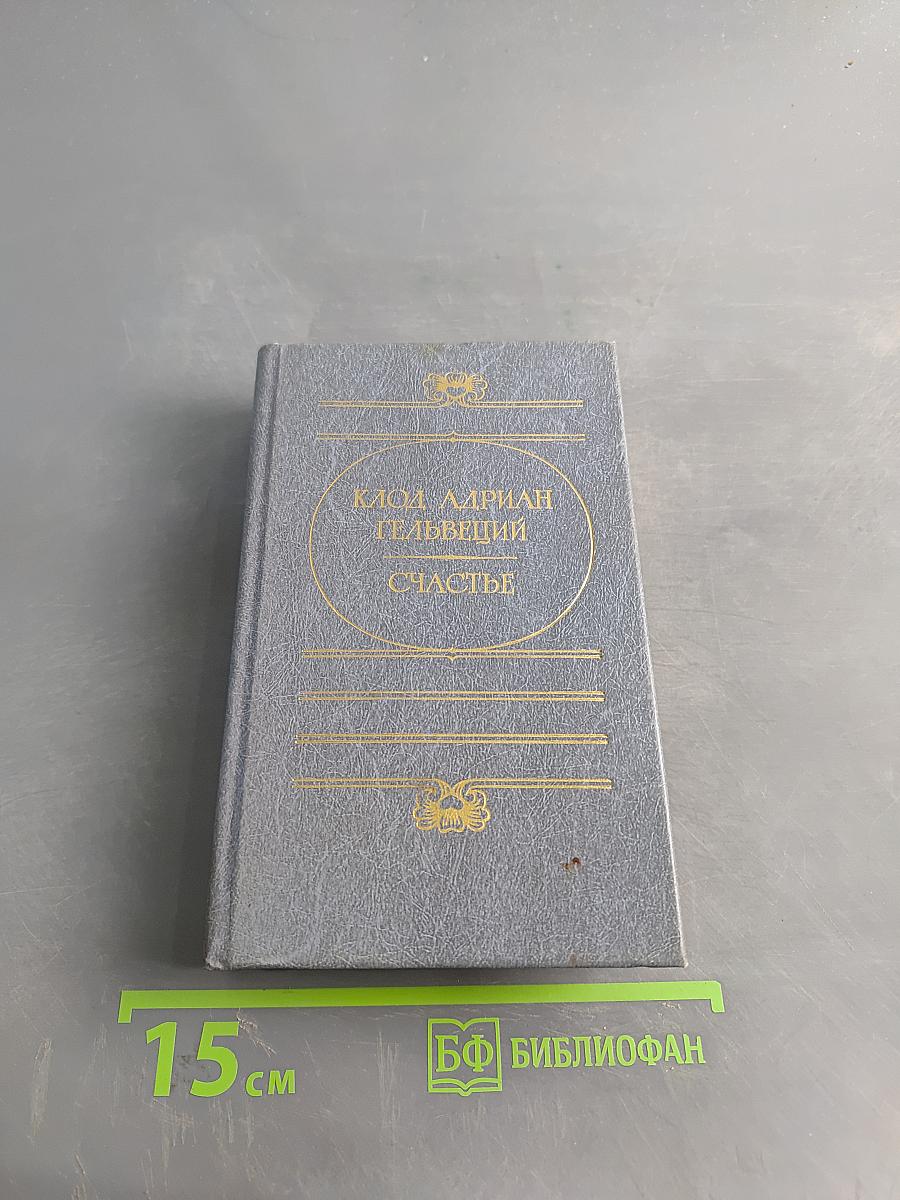 КЛОД АДРИАН
ГЕЛЬВЕЦИЙ
СЧАСТЬЕ
15 см
БФ БИБЛИОФАН